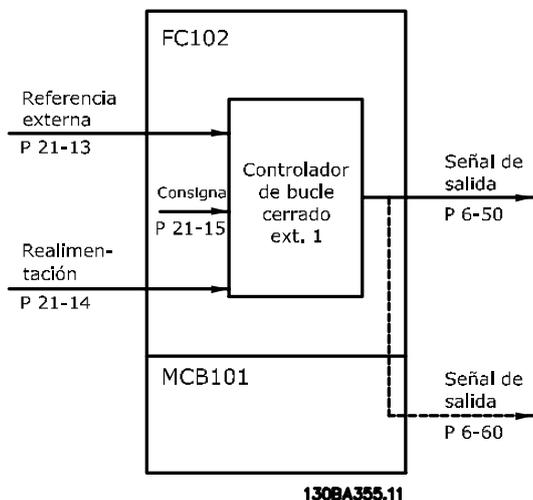 FC102
Referencia
externa
P 21-13
Consigna
P 21-15
Realimen-
tación
P 21-14
Controlador
de bucle
cerrado
ext. 1
Señal de
salida
P 6-50
MCB101
Señal de
salida
P 6-60
130BA355.11